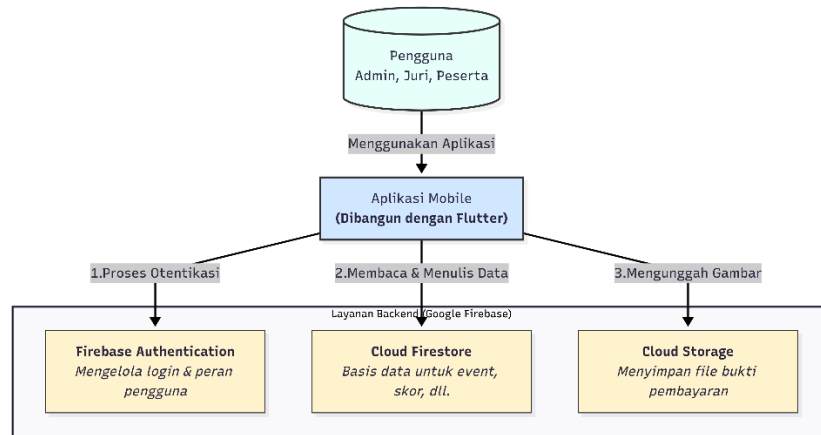 Pengguna
Admin, Juri, Peserta
Menggunakan Aplikasi
Aplikasi Mobile
(Dibangun dengan Flutter)
1.Proses Otentikasi
2.Membaca & Menulis Data
3.Mengunggah Gambar
Layanan Backend (Google Firebase)
Firebase Authentication
Mengelola login & peran
pengguna
Cloud Firestore
Basis data untuk event,
skor, dll.
Cloud Storage
Menyimpan file bukti
pembayaran